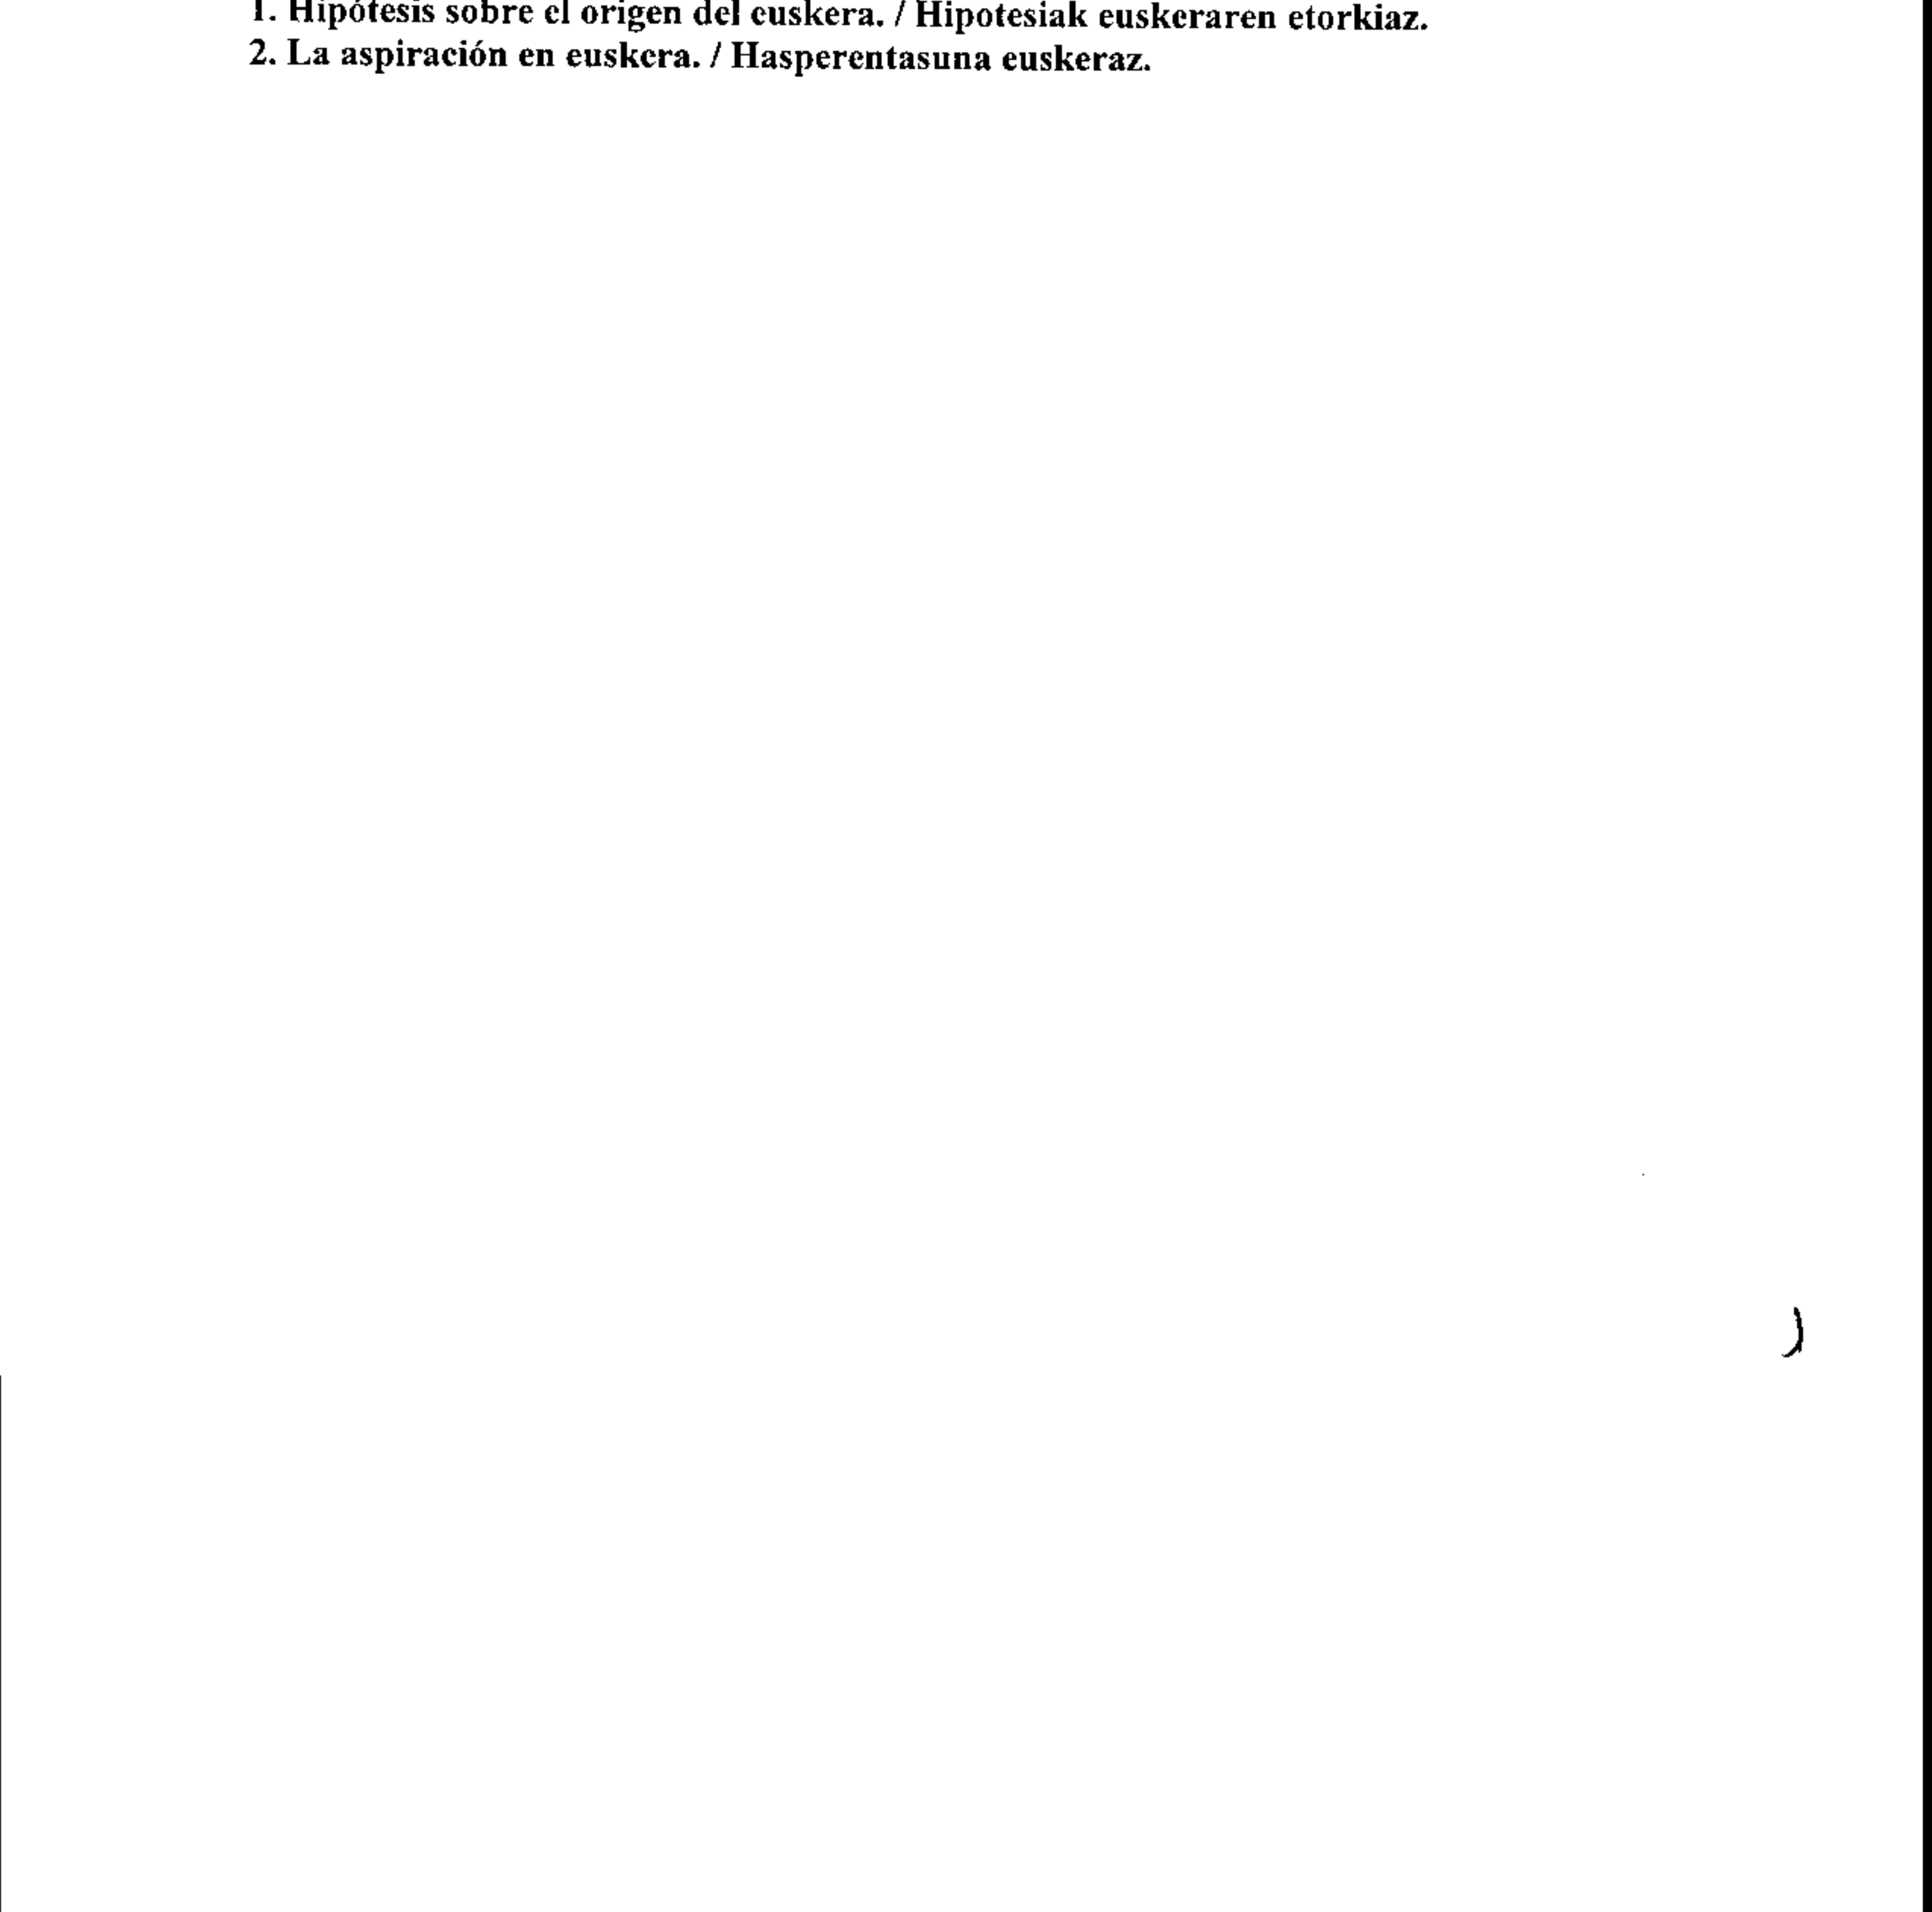 1. Hipótesis sobre el origen del euskera. / Hipotesiak euskeraren etorkiaz.
2. La aspiración en euskera. / Hasperentasuna euskeraz.